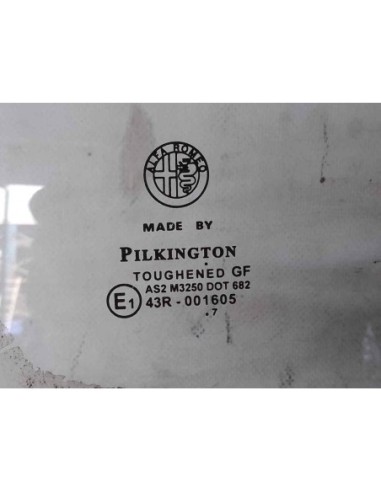 ALFA ROMEO
MADE BY
PILKINGTON
TOUGHENED GF
AS2 M3250 DOT 682
E1 43R - 001605
.7